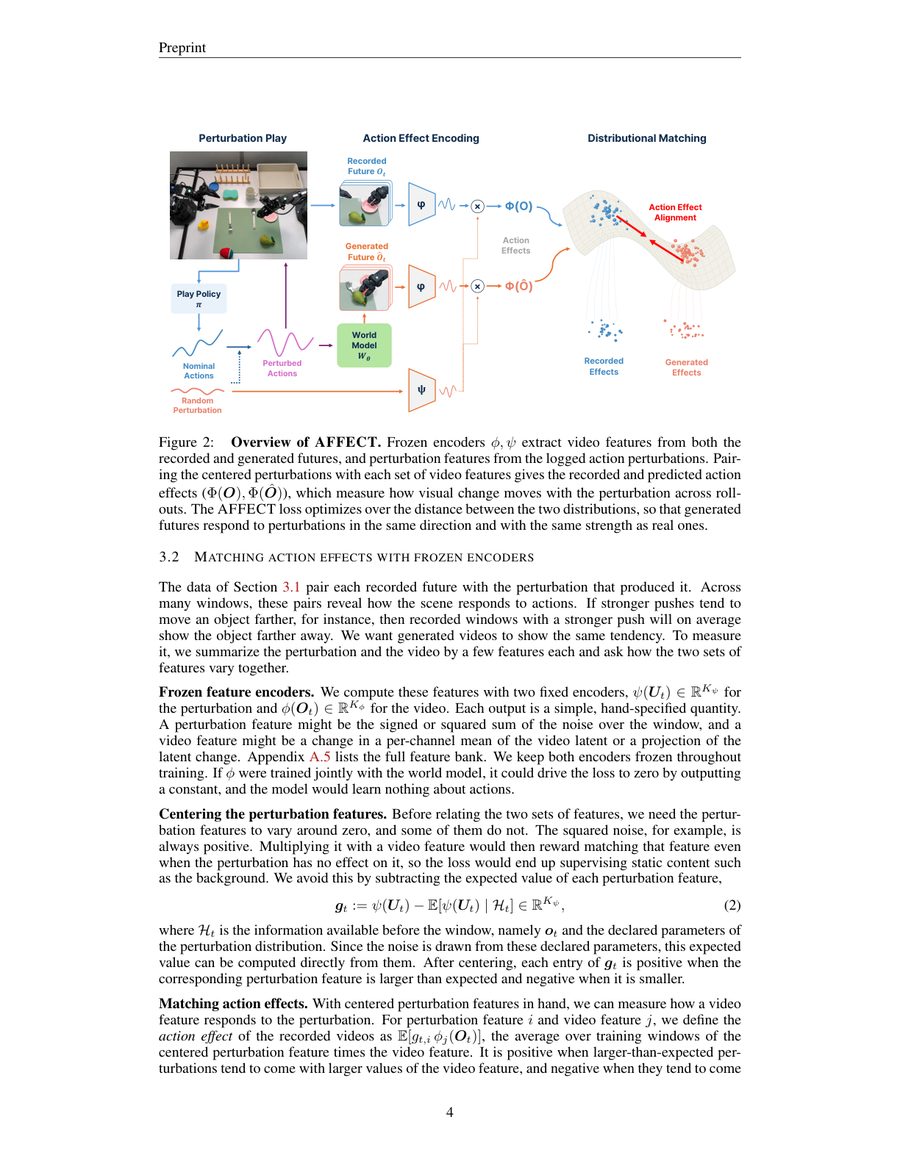 Preprint
Perturbation Play
Action Effect Encoding
Distributional Matching
Recorded
Future Oₜ
φ
×
Φ(O)
Action Effect
Alignment
Action
Effects
Generated
Future Ôₜ
φ
×
Φ(Ô)
Play Policy
π
World
Model
W_θ
Nominal
Actions
Perturbed
Actions
Recorded
Effects
Generated
Effects
ψ
Random
Perturbation
Figure 2: Overview of AFFECT. Frozen encoders ϕ, ψ extract video features from both the
recorded and generated futures, and perturbation features from the logged action perturbations. Pair-
ing the centered perturbations with each set of video features gives the recorded and predicted action
effects (Φ(O), Φ(Ô)), which measure how visual change moves with the perturbation across roll-
outs. The AFFECT loss optimizes over the distance between the two distributions, so that generated
futures respond to perturbations in the same direction and with the same strength as real ones.
3.2 MATCHING ACTION EFFECTS WITH FROZEN ENCODERS
The data of Section 3.1 pair each recorded future with the perturbation that produced it. Across
many windows, these pairs reveal how the scene responds to actions. If stronger pushes tend to
move an object farther, for instance, then recorded windows with a stronger push will on average
show the object farther away. We want generated videos to show the same tendency. To measure
it, we summarize the perturbation and the video by a few features each and ask how the two sets of
features vary together.
Frozen feature encoders. We compute these features with two fixed encoders, ψ(Uₜ) ∈ ℝ^{K_ψ} for
the perturbation and ϕ(Oₜ) ∈ ℝ^{K_ϕ} for the video. Each output is a simple, hand-specified quantity.
A perturbation feature might be the signed or squared sum of the noise over the window, and a
video feature might be a change in a per-channel mean of the video latent or a projection of the
latent change. Appendix A.5 lists the full feature bank. We keep both encoders frozen throughout
training. If ϕ were trained jointly with the world model, it could drive the loss to zero by outputting
a constant, and the model would learn nothing about actions.
Centering the perturbation features. Before relating the two sets of features, we need the pertur-
bation features to vary around zero, and some of them do not. The squared noise, for example, is
always positive. Multiplying it with a video feature would then reward matching that feature even
when the perturbation has no effect on it, so the loss would end up supervising static content such
as the background. We avoid this by subtracting the expected value of each perturbation feature,
gₜ := ψ(Uₜ) − 𝔼[ψ(Uₜ) | ℋₜ] ∈ ℝ^{K_ψ}, (2)
where ℋₜ is the information available before the window, namely oₜ and the declared parameters of
the perturbation distribution. Since the noise is drawn from these declared parameters, this expected
value can be computed directly from them. After centering, each entry of gₜ is positive when the
corresponding perturbation feature is larger than expected and negative when it is smaller.
Matching action effects. With centered perturbation features in hand, we can measure how a video
feature responds to the perturbation. For perturbation feature i and video feature j, we define the
action effect of the recorded videos as 𝔼[g_{t,i} ϕ_j(Oₜ)], the average over training windows of the
centered perturbation feature times the video feature. It is positive when larger-than-expected per-
turbations tend to come with larger values of the video feature, and negative when they tend to come
4